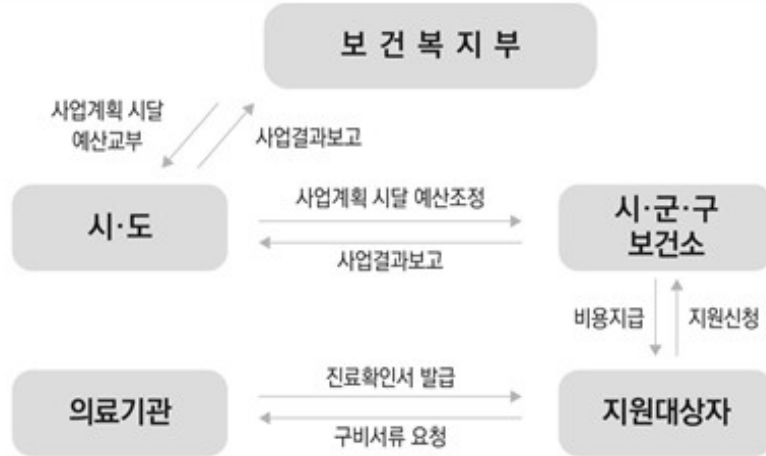 보 건 복 지 부
사업계획 시달
예산교부
사업결과보고
시·도
사업계획 시달 예산조정
사업결과보고
시·군·구
보건소
비용지급
지원신청
의료기관
진료확인서 발급
구비서류 요청
지원대상자